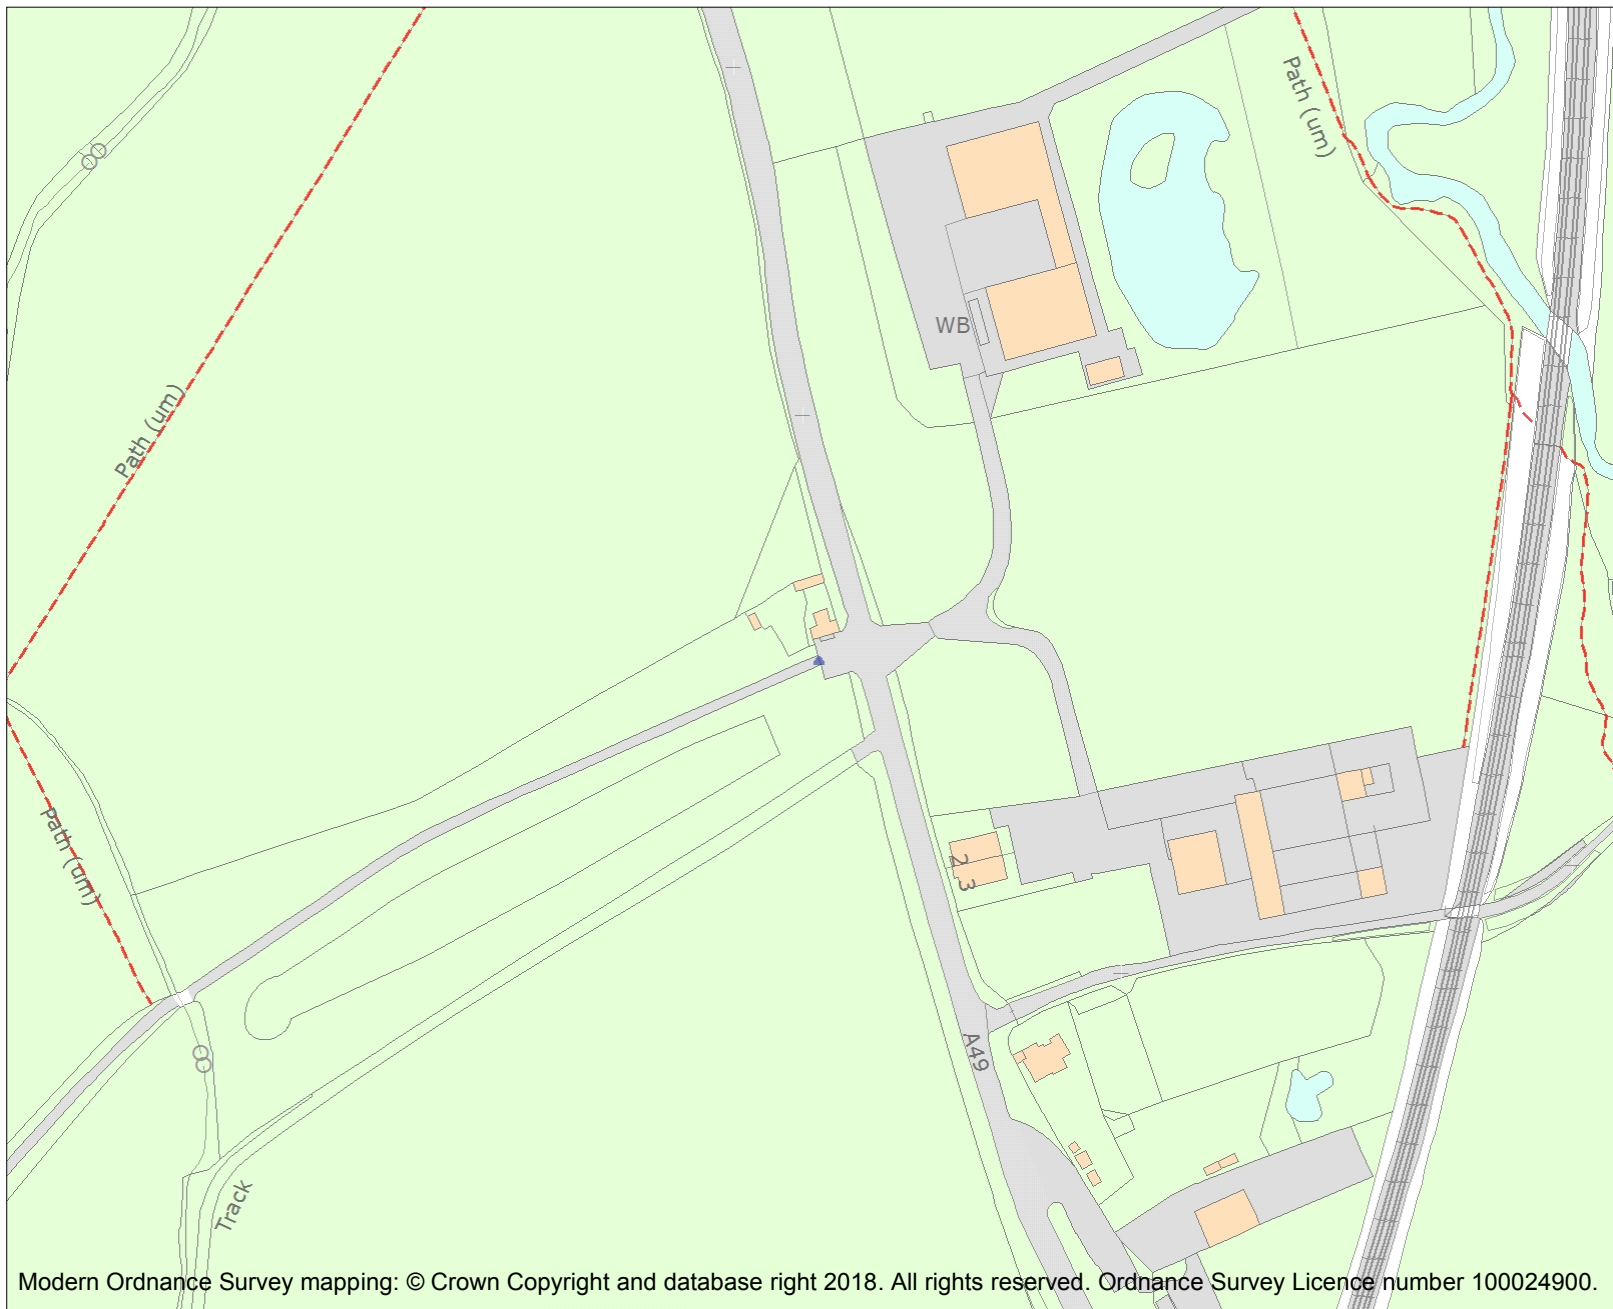 Path (um)
Path (um)
WB
Path (um)
2
3
A49
Track
Modern Ordnance Survey mapping: © Crown Copyright and database right 2018. All rights reserved. Ordnance Survey Licence number 100024900.